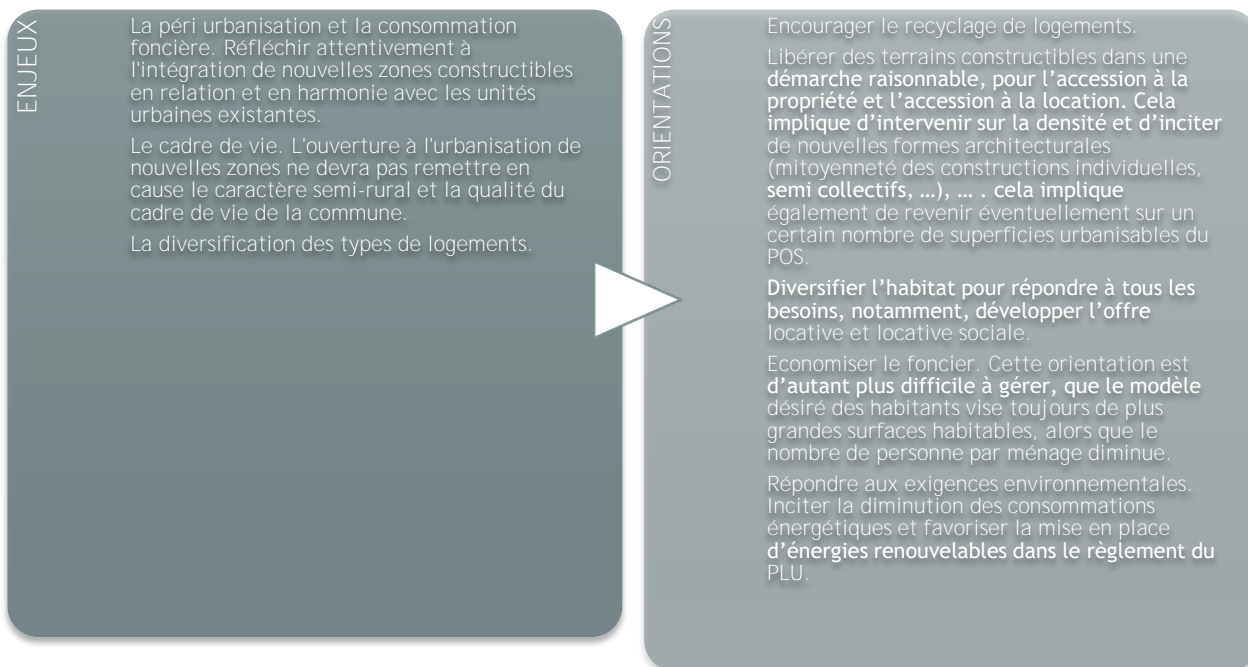 ENJEUX
La péri urbanisation et la consommation
foncière. Réfléchir attentivement à
l'intégration de nouvelles zones constructibles
en relation et en harmonie avec les unités
urbaines existantes.
Le cadre de vie. L'ouverture à l'urbanisation de
nouvelles zones ne devra pas remettre en
cause le caractère semi-rural et la qualité du
cadre de vie de la commune.
La diversification des types de logements.
ORIENTATIONS
Encourager le recyclage de logements.
Libérer des terrains constructibles dans une
démarche raisonnable, pour l’accession à la
propriété et l’accession à la location. Cela
implique d’intervenir sur la densité et d’inciter
de nouvelles formes architecturales
(mitoyenneté des constructions individuelles,
semi collectifs, …), … . cela implique
également de revenir éventuellement sur un
certain nombre de superficies urbanisables du
POS.
Diversifier l’habitat pour répondre à tous les
besoins, notamment, développer l’offre
locative et locative sociale.
Economiser le foncier. Cette orientation est
d’autant plus difficile à gérer, que le modèle
désiré des habitants vise toujours de plus
grandes surfaces habitables, alors que le
nombre de personne par ménage diminue.
Répondre aux exigences environnementales.
Inciter la diminution des consommations
énergétiques et favoriser la mise en place
d’énergies renouvelables dans le règlement du
PLU.